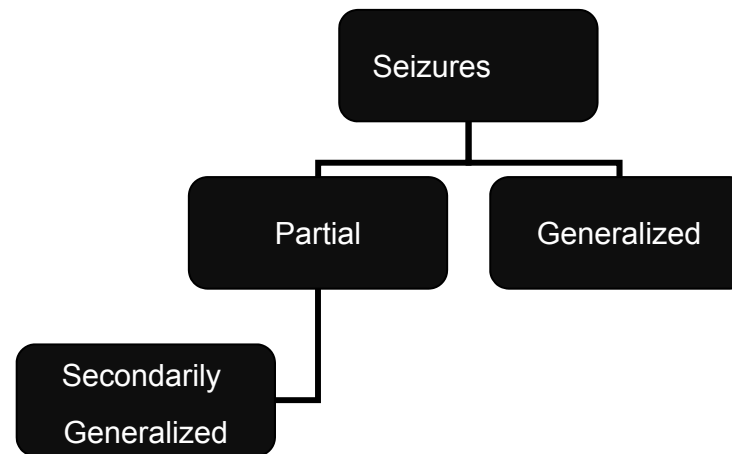 Seizures
Partial
Generalized
Secondarily
Generalized